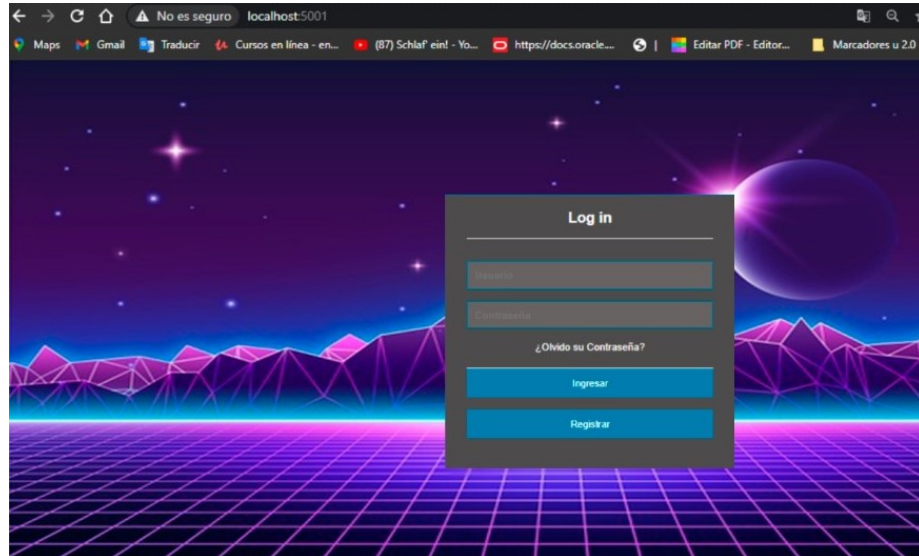 No es seguro localhost:5001
Maps Gmail Traducir Cursos en línea - en... (87) Schlaf' ein! - Yo... https://docs.oracle.... Editar PDF - Editor... Marcadores u 2.0
Log in
Usuario
Contraseña
¿Olvido su Contraseña?
Ingresar
Registrar